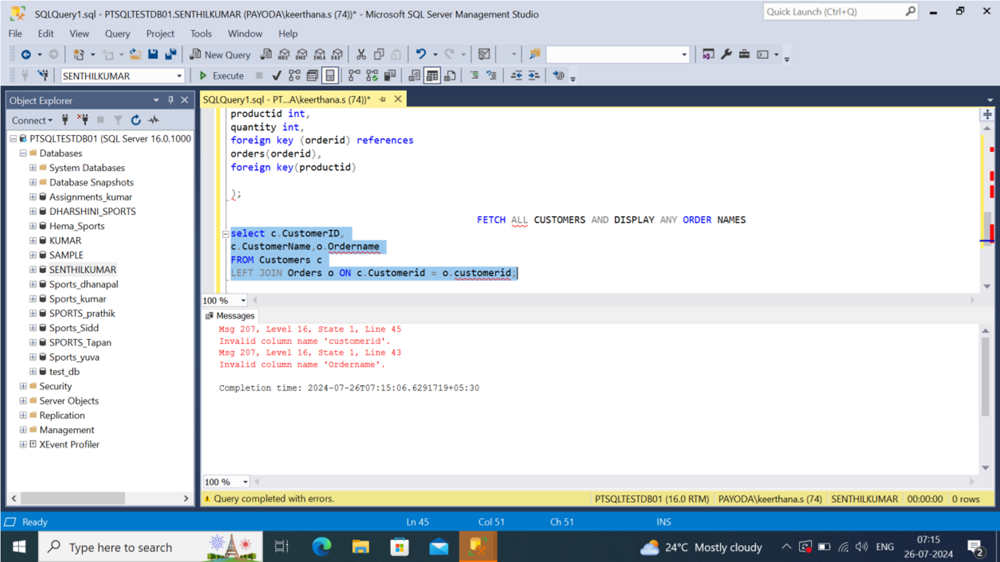 SQLQuery1.sql - PTSQLTESTDB01.SENTHILKUMAR (PAYODA\keerthana.s (74))* - Microsoft SQL Server Management Studio
Quick Launch (Ctrl+Q)
File Edit View Query Project Tools Window Help
New Query MDX DMX XMLA DAX
SENTHILKUMAR Execute
Object Explorer
SQLQuery1.sql - PT...A\keerthana.s (74))*
Connect
PTSQLTESTDB01 (SQL Server 16.0.1000
Databases
System Databases
Database Snapshots
Assignments_kumar
DHARSHINI_SPORTS
Hema_Sports
KUMAR
SAMPLE
SENTHILKUMAR
Sports_dhanapal
Sports_kumar
SPORTS_prathik
Sports_Sidd
SPORTS_Tapan
Sports_yuva
test_db
Security
Server Objects
Replication
Management
XEvent Profiler
productid int,
quantity int,
foreign key (orderid) references
orders(orderid),
foreign key(productid)
);
FETCH ALL CUSTOMERS AND DISPLAY ANY ORDER NAMES
select c.CustomerID,
c.CustomerName,o.Ordername
FROM Customers c
LEFT JOIN Orders o ON c.Customerid = o.customerid;
100 %
Messages
Msg 207, Level 16, State 1, Line 45
Invalid column name 'customerid'.
Msg 207, Level 16, State 1, Line 43
Invalid column name 'Ordername'.
Completion time: 2024-07-26T07:15:06.6291719+05:30
100 %
Query completed with errors. PTSQLTESTDB01 (16.0 RTM) PAYODA\keerthana.s (74) SENTHILKUMAR 00:00:00 0 rows
Ready Ln 45 Col 51 Ch 51 INS
Type here to search 24°C Mostly cloudy ENG 07:15
26-07-2024 2